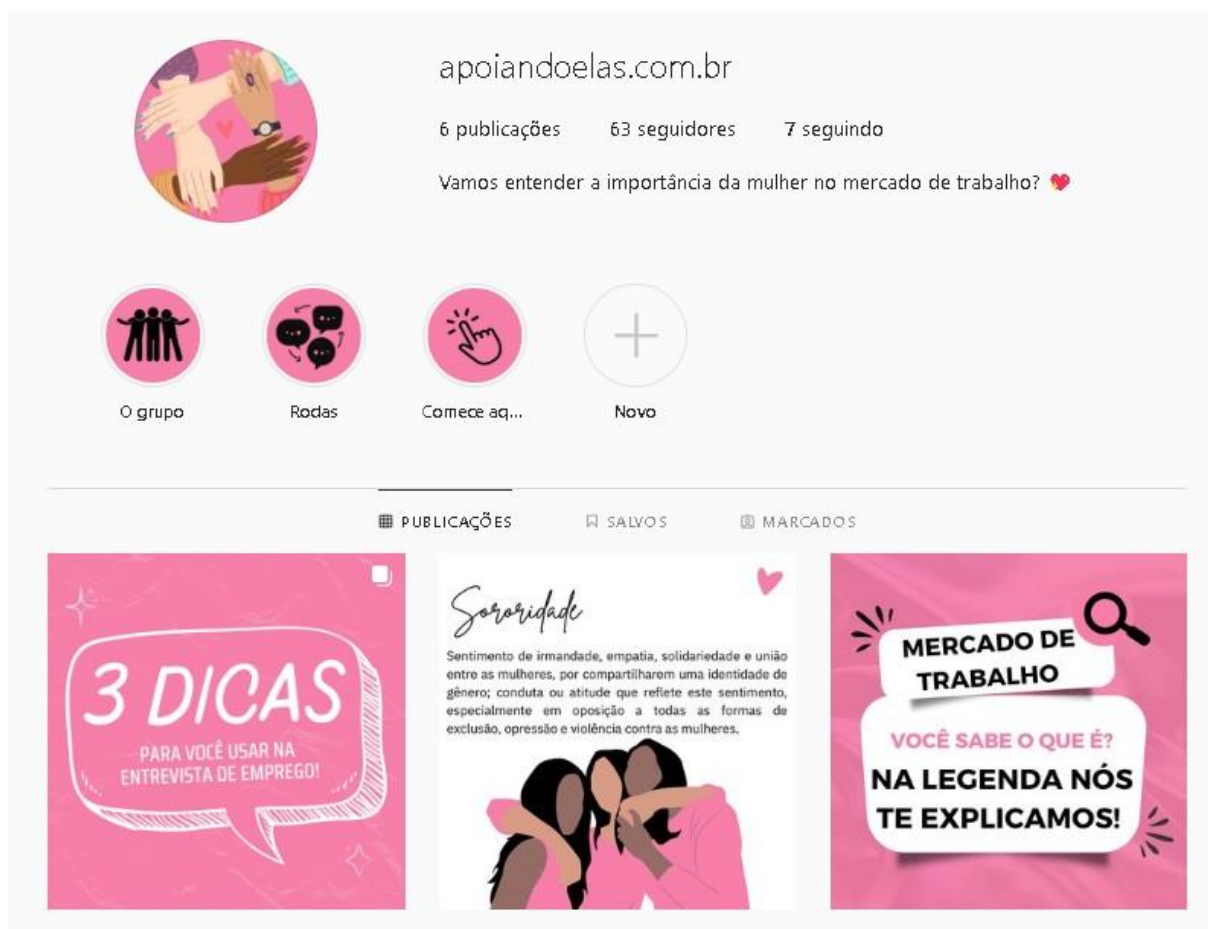 apoiandoelas.com.br
6 publicações 63 seguidores 7 seguindo
Vamos entender a importância da mulher no mercado de trabalho? 💖
O grupo Rodas Comece aq... Novo
PUBLICAÇÕES SALVOS MARCADOS
3 DICAS
PARA VOCÊ USAR NA
ENTREVISTA DE EMPREGO!
Sororidade
Sentimento de irmandade, empatia, solidariedade e união
entre as mulheres, por compartilharem uma identidade de
gênero; conduta ou atitude que reflete este sentimento,
especialmente em oposição a todas as formas de
exclusão, opressão e violência contra as mulheres.
MERCADO DE
TRABALHO
VOCÊ SABE O QUE É?
NA LEGENDA NÓS
TE EXPLICAMOS!